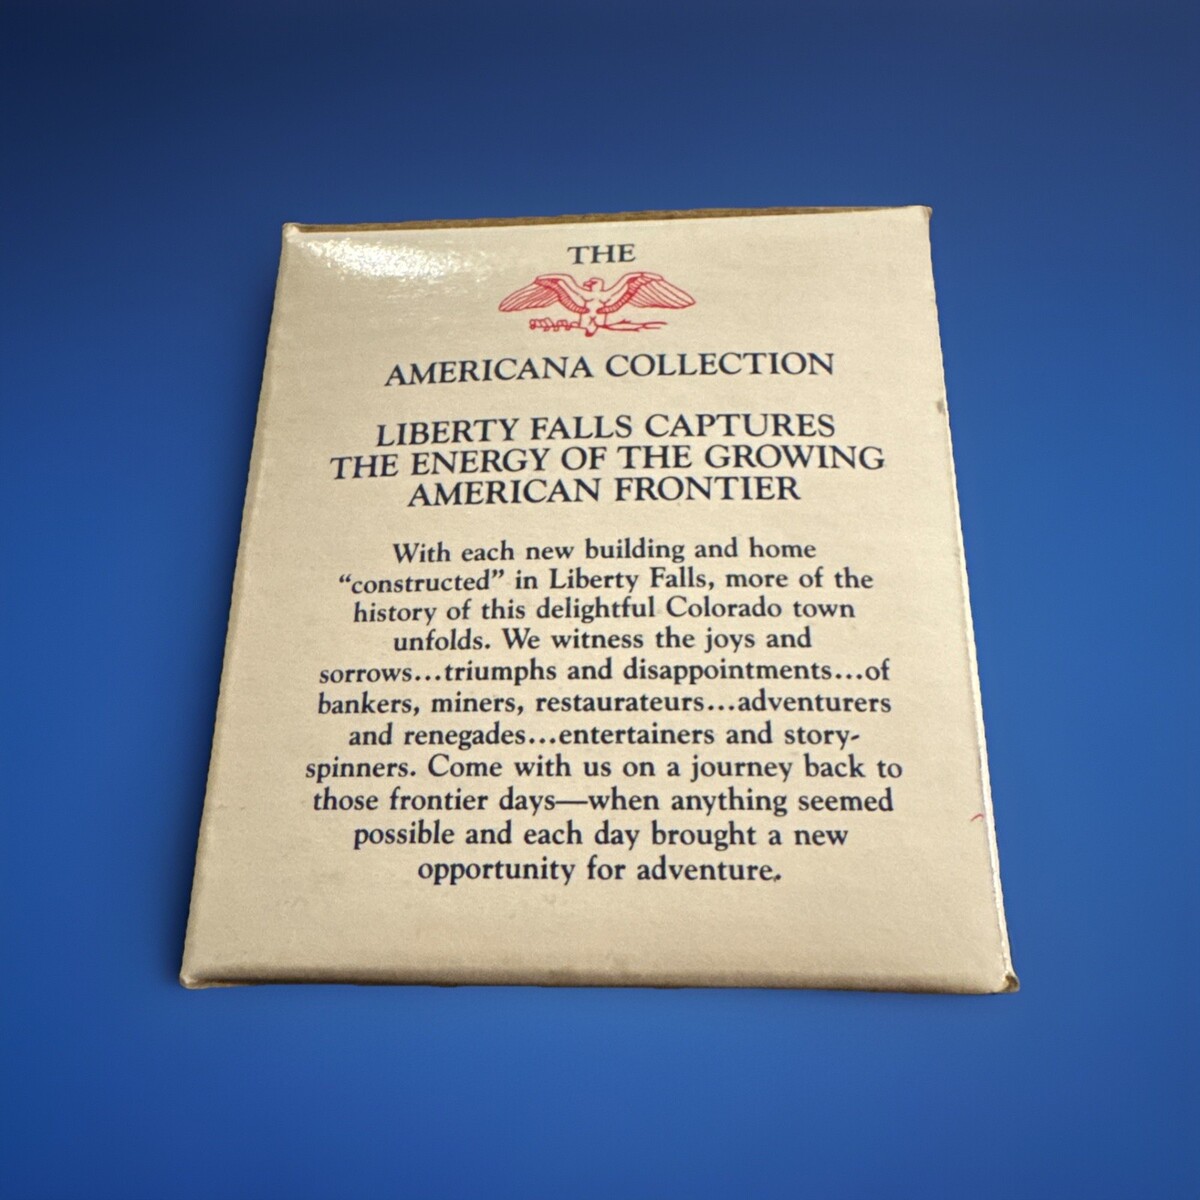 THE
AMERICANA COLLECTION
LIBERTY FALLS CAPTURES
THE ENERGY OF THE GROWING
AMERICAN FRONTIER
With each new building and home
“constructed” in Liberty Falls, more of the
history of this delightful Colorado town
unfolds. We witness the joys and
sorrows...triumphs and disappointments...of
bankers, miners, restaurateurs...adventurers
and renegades...entertainers and story-
spinners. Come with us on a journey back to
those frontier days—when anything seemed
possible and each day brought a new
opportunity for adventure.